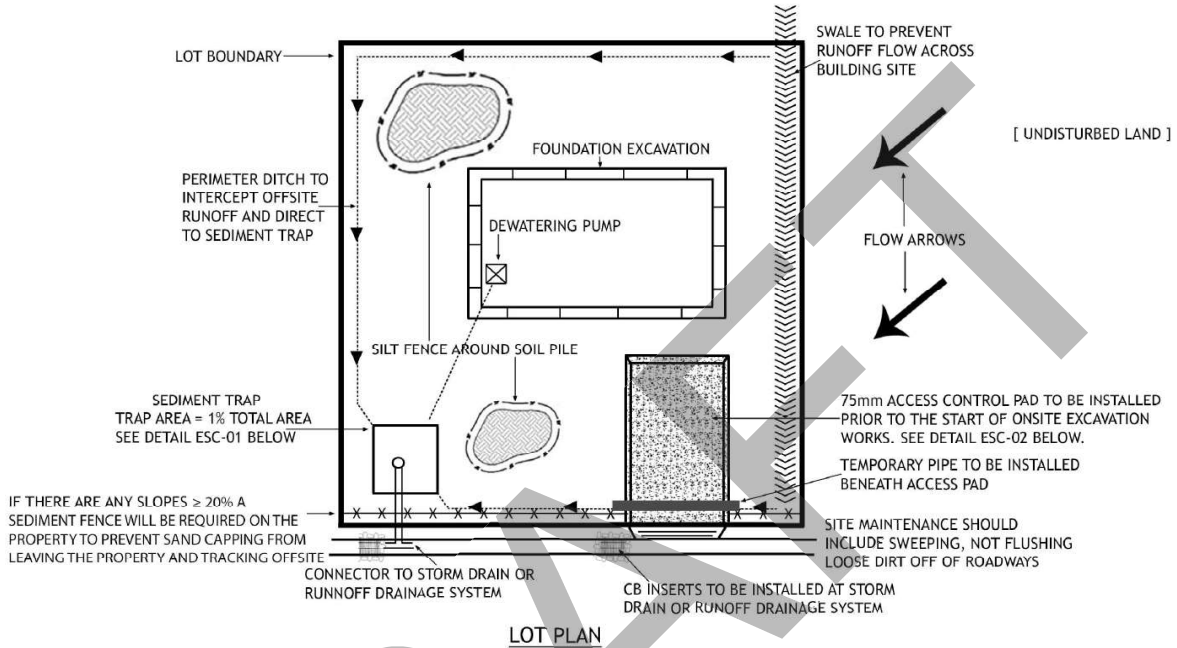 SWALE TO PREVENT
RUNOFF FLOW ACROSS
BUILDING SITE
LOT BOUNDARY
[ UNDISTURBED LAND ]
FOUNDATION EXCAVATION
PERIMETER DITCH TO
INTERCEPT OFFSITE
RUNOFF AND DIRECT
TO SEDIMENT TRAP
DEWATERING PUMP
FLOW ARROWS
SILT FENCE AROUND SOIL PILE
SEDIMENT TRAP
TRAP AREA = 1% TOTAL AREA
SEE DETAIL ESC-01 BELOW
75mm ACCESS CONTROL PAD TO BE INSTALLED
PRIOR TO THE START OF ONSITE EXCAVATION
WORKS. SEE DETAIL ESC-02 BELOW.
TEMPORARY PIPE TO BE INSTALLED
BENEATH ACCESS PAD
IF THERE ARE ANY SLOPES ≥ 20% A
SEDIMENT FENCE WILL BE REQUIRED ON THE
PROPERTY TO PREVENT SAND CAPPING FROM
LEAVING THE PROPERTY AND TRACKING OFFSITE
X X X X X X X X X X X X X X X X
SITE MAINTENANCE SHOULD
INCLUDE SWEEPING, NOT FLUSHING
LOOSE DIRT OFF OF ROADWAYS
CONNECTOR TO STORM DRAIN OR
RUNNOFF DRAINAGE SYSTEM
CB INSERTS TO BE INSTALLED AT STORM
DRAIN OR RUNOFF DRAINAGE SYSTEM
LOT PLAN